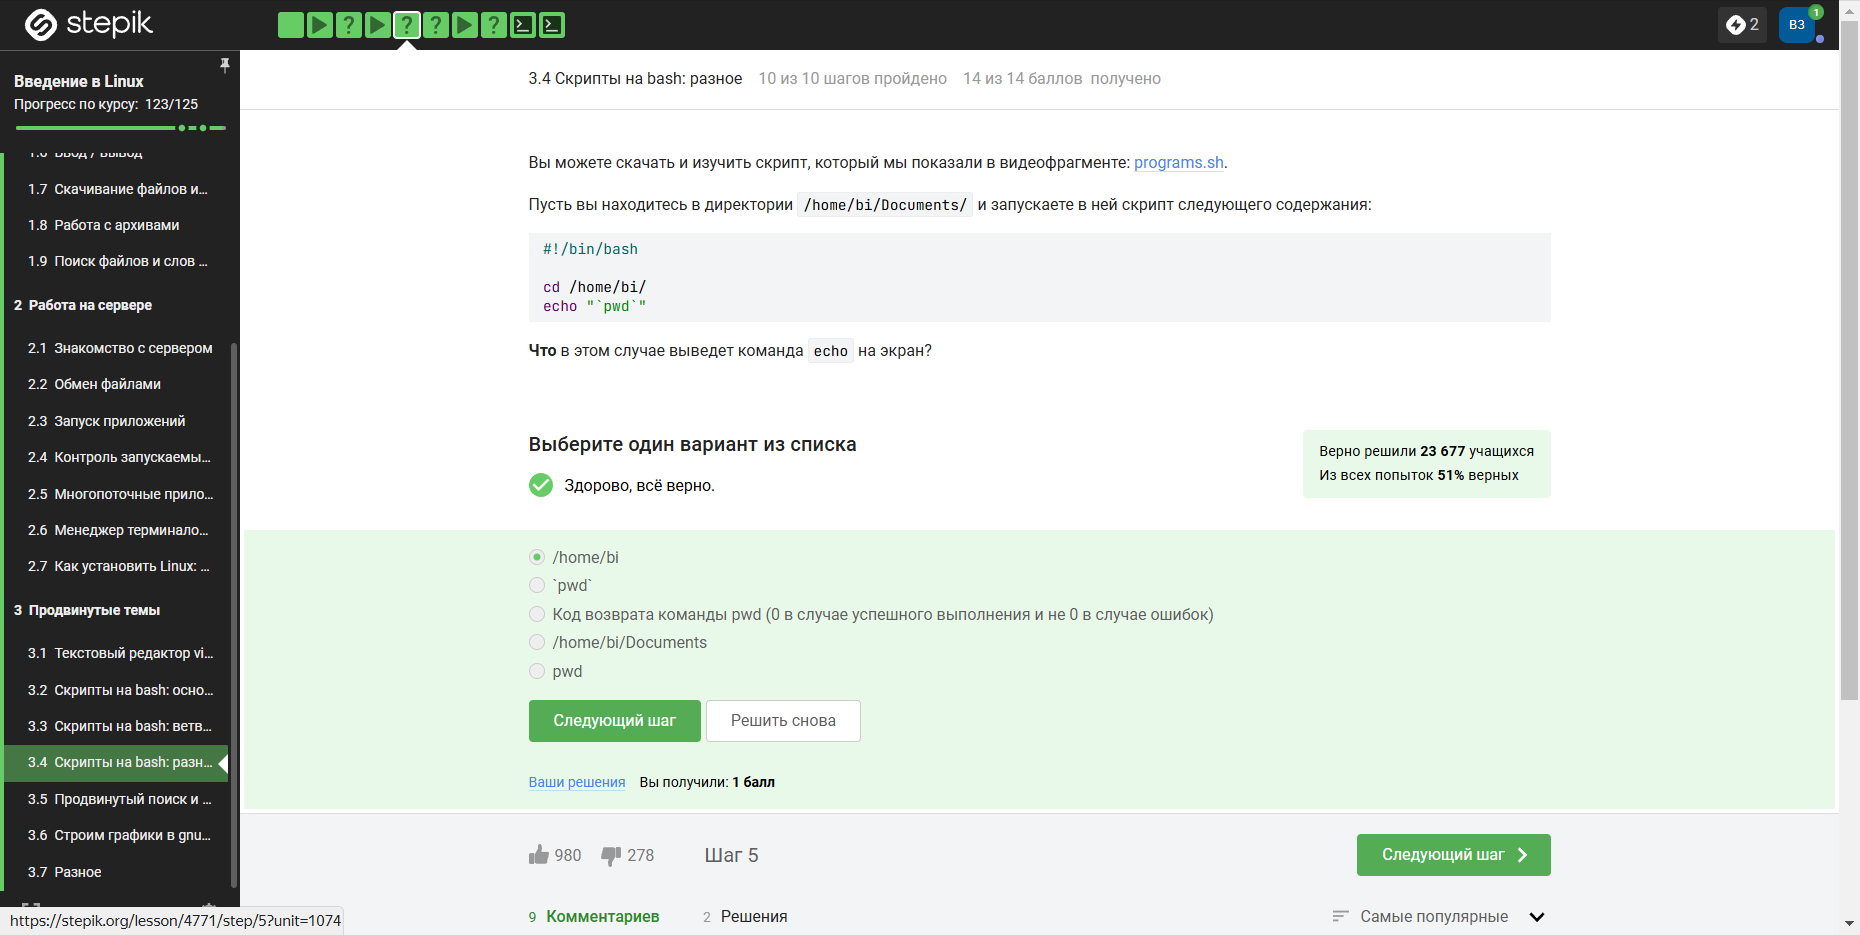 stepik
2
ВЗ
1
Введение в Linux
Прогресс по курсу: 123/125
1.6 Ввод / вывод
1.7 Скачивание файлов и...
1.8 Работа с архивами
1.9 Поиск файлов и слов ...
2 Работа на сервере
2.1 Знакомство с сервером
2.2 Обмен файлами
2.3 Запуск приложений
2.4 Контроль запускаемы...
2.5 Многопоточные прило...
2.6 Менеджер терминало...
2.7 Как установить Linux: ...
3 Продвинутые темы
3.1 Текстовый редактор vi...
3.2 Скрипты на bash: осно...
3.3 Скрипты на bash: ветв...
3.4 Скрипты на bash: разн...
3.5 Продвинутый поиск и ...
3.6 Строим графики в gnu...
3.7 Разное
https://stepik.org/lesson/4771/step/5?unit=1074
3.4 Скрипты на bash: разное 10 из 10 шагов пройдено 14 из 14 баллов получено
Вы можете скачать и изучить скрипт, который мы показали в видеофрагменте: programs.sh.
Пусть вы находитесь в директории /home/bi/Documents/ и запускаете в ней скрипт следующего содержания:
#!/bin/bash
cd /home/bi/
echo "`pwd`"
Что в этом случае выведет команда echo на экран?
Выберите один вариант из списка
Здорово, всё верно.
Верно решили 23 677 учащихся
Из всех попыток 51% верных
/home/bi
`pwd`
Код возврата команды pwd (0 в случае успешного выполнения и не 0 в случае ошибок)
/home/bi/Documents
pwd
Следующий шаг Решить снова
Ваши решения Вы получили: 1 балл
980 278 Шаг 5 Следующий шаг
9 Комментариев 2 Решения Самые популярные